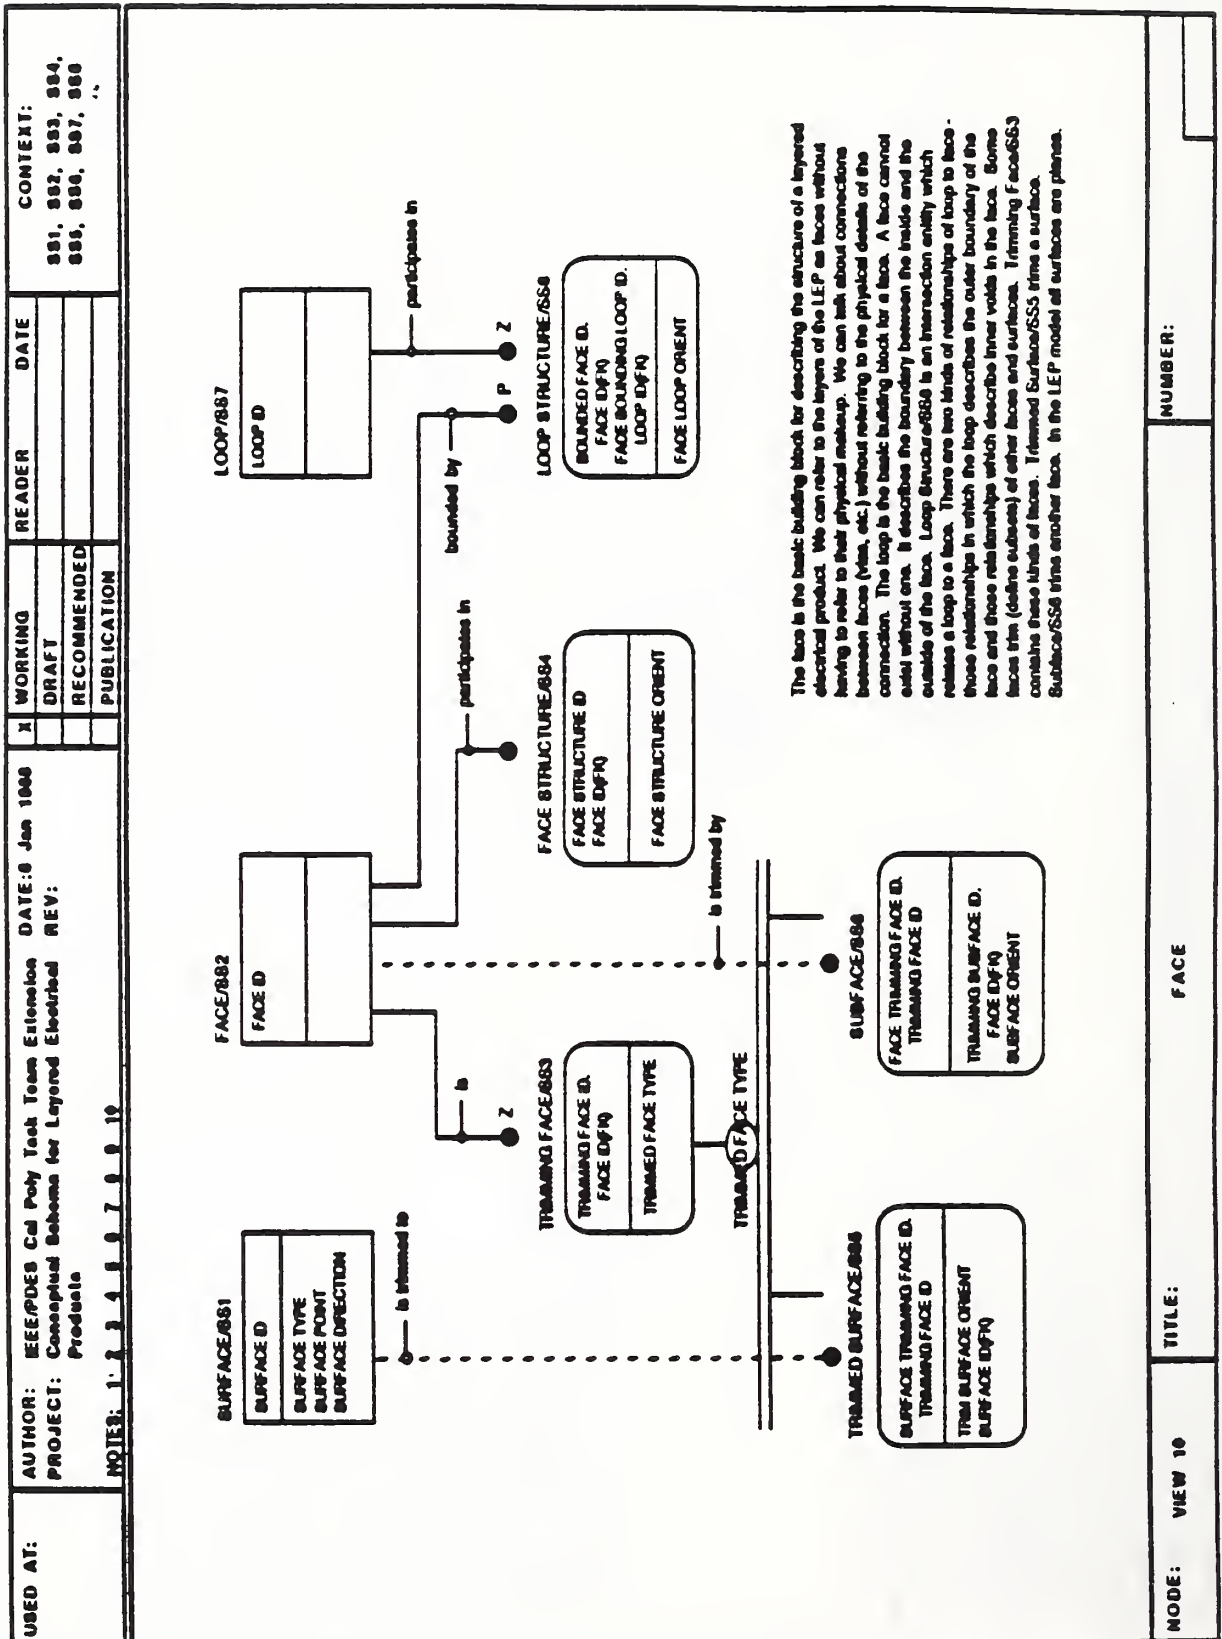 USED AT:
AUTHOR: IEEE/PDES Cal Poly Task Team Extension
PROJECT: Conceptual Schema for Layered Electrical
Products
NOTES: 1 2 3 4 5 6 7 8 9 10
DATE:
Jan
REV:
X WORKING
DRAFT
RECOMMENDED
PUBLICATION
READER DATE
CONTEXT:
SS1, SS2, SS3, SS4,
SS5, SS6, SS7, SS8
SURFACE/SS1
SURFACE ID
SURFACE TYPE
SURFACE POINT
SURFACE DIRECTION
is trimmed to
FACE/SS2
FACE ID
LOOP/SS7
LOOP ID
participates in
bounded by
P
Z
participates in
is
Z
TRIMMING FACE/SS3
TRIMMING FACE ID.
FACE ID(FK)
TRIMMED FACE TYPE
FACE STRUCTURE/SS4
FACE STRUCTURE ID
FACE ID(FK)
FACE STRUCTURE ORIENT
LOOP STRUCTURE/SS8
BOUNDED FACE ID.
FACE ID(FK)
FACE BOUNDING LOOP ID.
LOOP ID(FK)
FACE LOOP ORIENT
is trimmed by
TRIMMED FACE TYPE
TRIMMED SURFACE/SS5
SURFACE TRIMMING FACE ID.
TRIMMING FACE ID
TRIM SURFACE ORIENT
SURFACE ID(FK)
SUBFACE/SS6
FACE TRIMMING FACE ID.
TRIMMING FACE ID
TRIMMING SUBFACE ID.
FACE ID(FK)
SUBFACE ORIENT
The face is the basic building block for describing the structure of a layered
electrical product. We can refer to the layers of the LEP as faces without
having to refer to their physical makeup. We can talk about connections
between faces (vias, etc.) without referring to the physical details of the
connection. The loop is the basic building block for a face. A face cannot
exist without one. It describes the boundary between the inside and the
outside of the face. Loop Structure/SS8 is an intersection entity which
relates a loop to a face. There are two kinds of relationships of loop to face -
those relationships in which the loop describes the outer boundary of the
face and those relationships which describe inner voids in the face. Some
faces trim (define subsets) of other faces and surfaces. Trimming Face/SS3
contains these kinds of faces. Trimmed Surface/SS5 trims a surface.
Subface/SS6 trims another face. In the LEP model all surfaces are planes.
NODE: VIEW 10
TITLE: FACE
NUMBER: